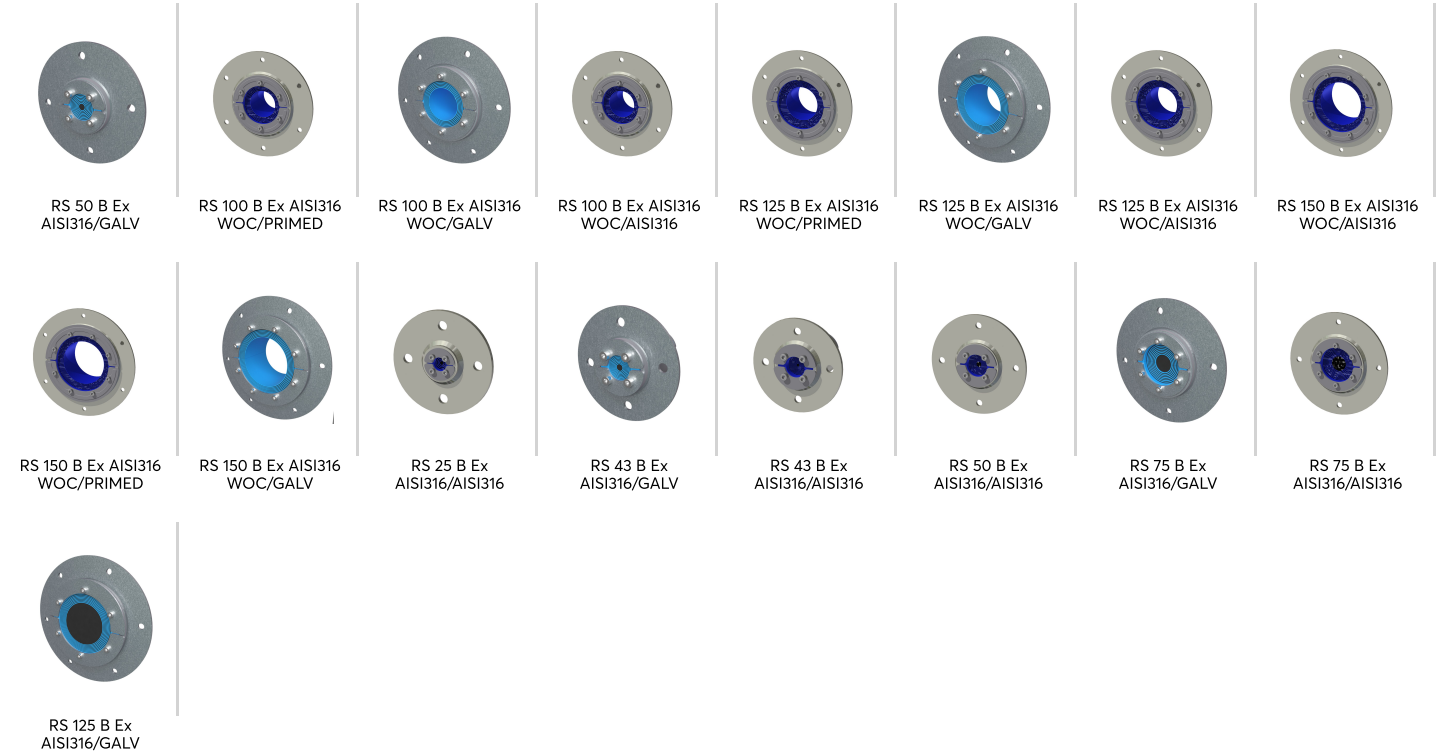 RS 50 B Ex
AISI316/GALV
RS 100 B Ex AISI316
WOC/PRIMED
RS 100 B Ex AISI316
WOC/GALV
RS 100 B Ex AISI316
WOC/AISI316
RS 125 B Ex AISI316
WOC/PRIMED
RS 125 B Ex AISI316
WOC/GALV
RS 125 B Ex AISI316
WOC/AISI316
RS 150 B Ex AISI316
WOC/AISI316
RS 150 B Ex AISI316
WOC/PRIMED
RS 150 B Ex AISI316
WOC/GALV
RS 25 B Ex
AISI316/AISI316
RS 43 B Ex
AISI316/GALV
RS 43 B Ex
AISI316/AISI316
RS 50 B Ex
AISI316/AISI316
RS 75 B Ex
AISI316/GALV
RS 75 B Ex
AISI316/AISI316
RS 125 B Ex
AISI316/GALV